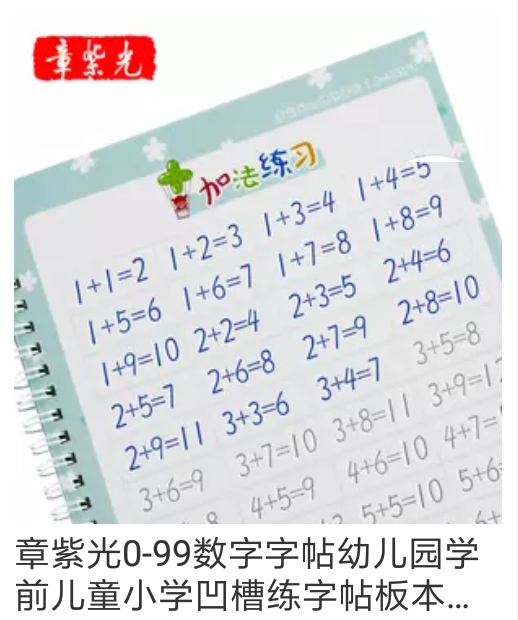 章紫光
加法练习
1+1=2 1+2=3 1+3=4 1+4=5
1+5=6 1+6=7 1+7=8 1+8=9
1+9=10 2+2=4 2+3=5 2+4=6
2+5=7 2+6=8 2+7=9 2+8=10
2+9=11 3+3=6 3+4=7 3+5=8
3+6=9 3+7=10 3+8=11 3+9=1
8 4+5=9 4+6=10 4+7=
5+5=10 5+6
6+
章紫光0-99数字字帖幼儿园学
前儿童小学凹槽练字帖板本...